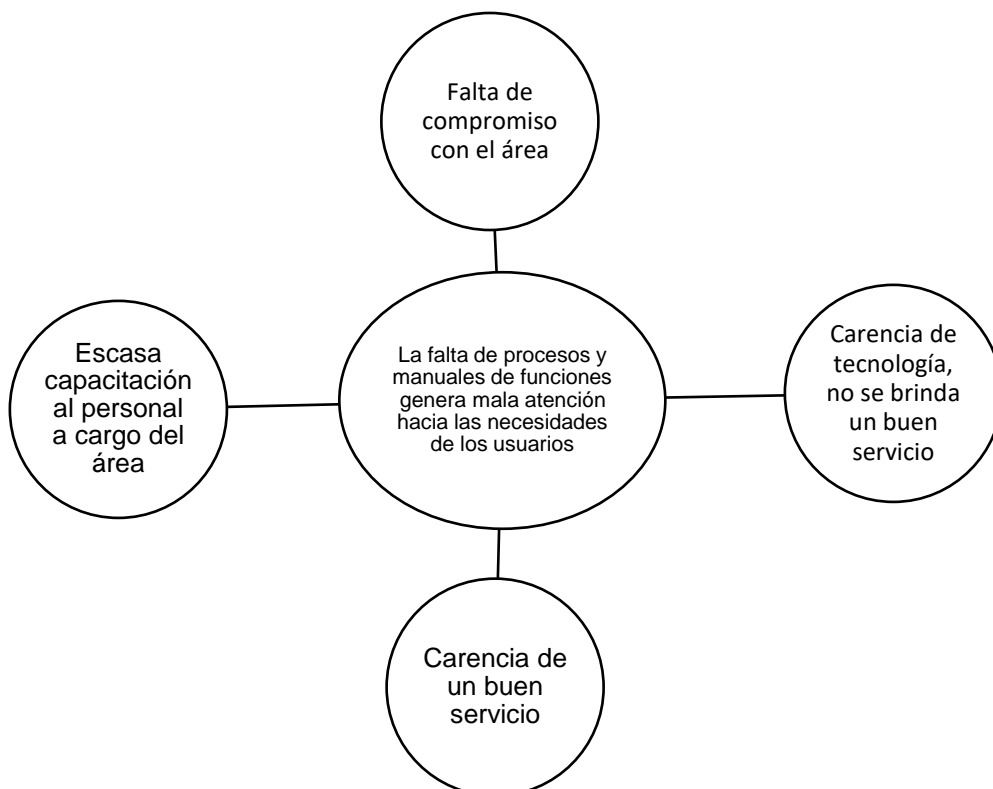 Falta de
compromiso
con el área
Escasa
capacitación
al personal
a cargo del
área
La falta de procesos y
manuales de funciones
genera mala atención
hacia las necesidades
de los usuarios
Carencia de
tecnología,
no se brinda
un buen
servicio
Carencia de
un buen
servicio